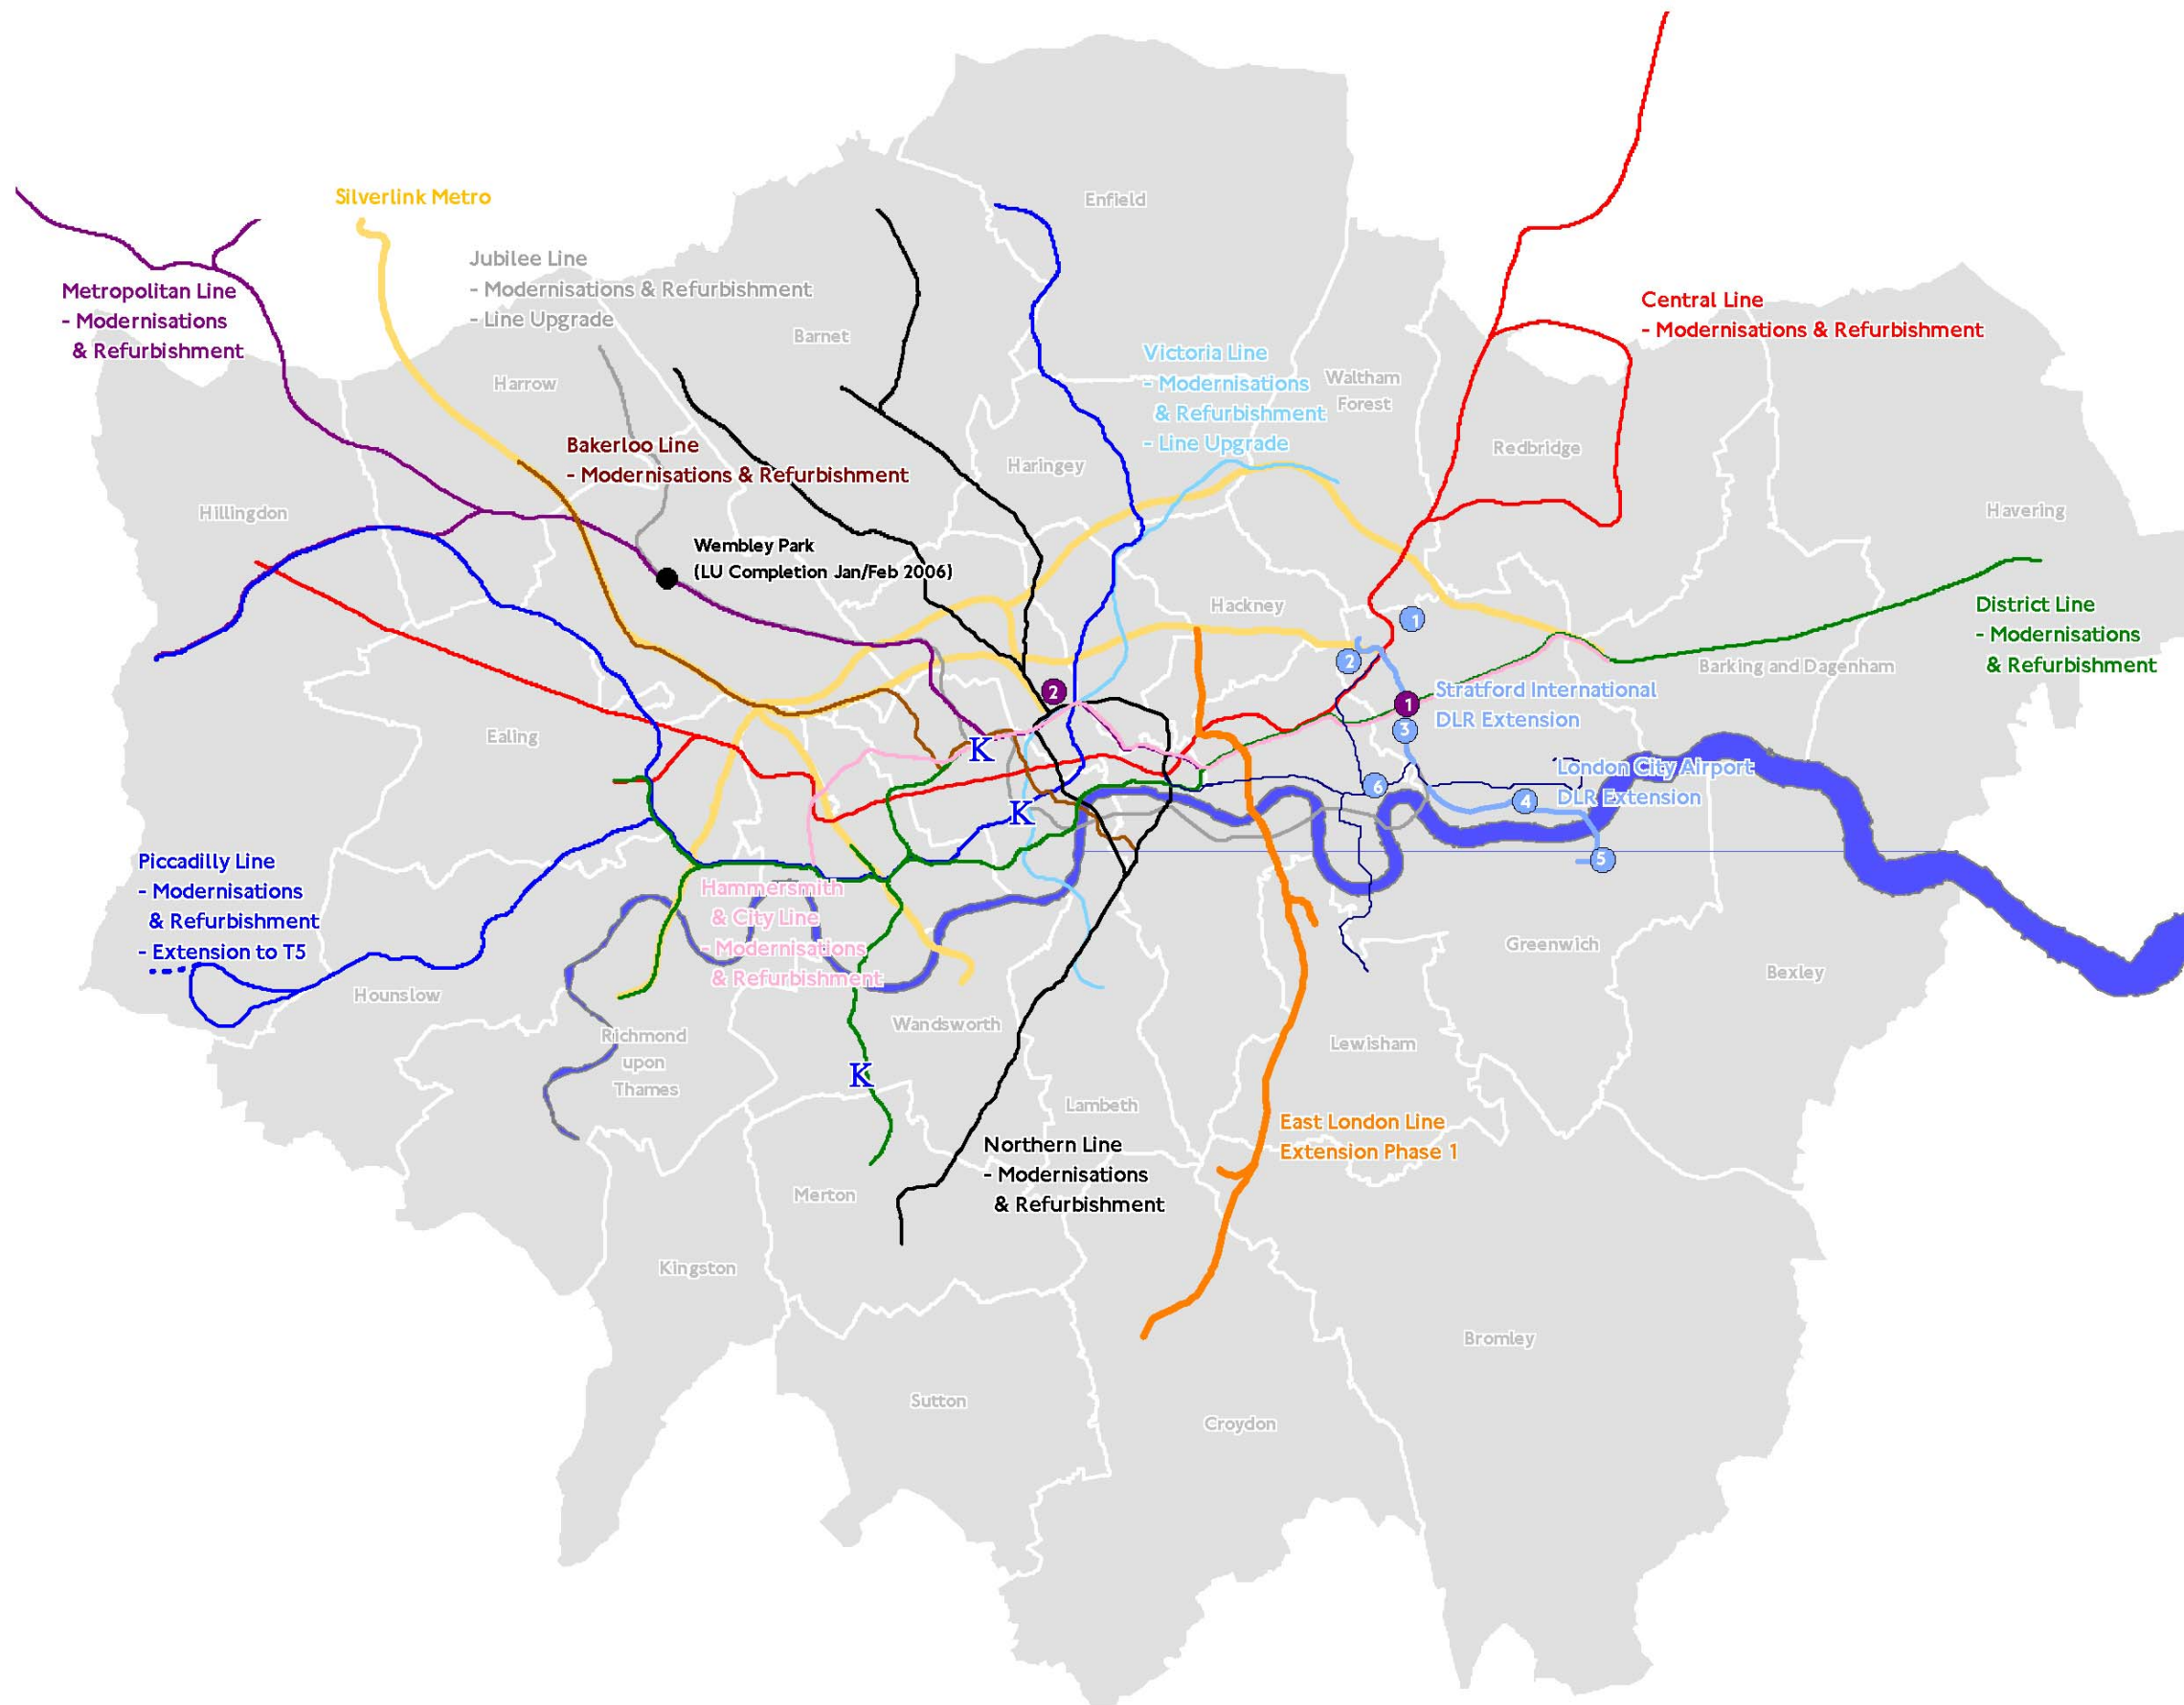 Silverlink Metro
Enfield
Jubilee Line
- Modernisations & Refurbishment
- Line Upgrade
Metropolitan Line
- Modernisations
& Refurbishment
Central Line
- Modernisations & Refurbishment
Barnet
Harrow
Victoria Line
- Modernisations
& Refurbishment
- Line Upgrade
Waltham
Forest
Bakerloo Line
- Modernisations & Refurbishment
Haringey
Redbridge
Hillingdon
Havering
Wembley Park
(LU Completion Jan/Feb 2006)
Hackney
1
District Line
- Modernisations
& Refurbishment
2
Barking and Dagenham
2
1
Stratford International
DLR Extension
3
Ealing
K
London City Airport
DLR Extension
6
4
K
5
Piccadilly Line
- Modernisations
& Refurbishment
- Extension to T5
Hammersmith
& City Line
- Modernisations
& Refurbishment
Greenwich
Bexley
Hounslow
Wandsworth
Richmond
upon
Thames
Lewisham
K
Lambeth
East London Line
Extension Phase 1
Northern Line
- Modernisations
& Refurbishment
Merton
Kingston
Bromley
Sutton
Croydon